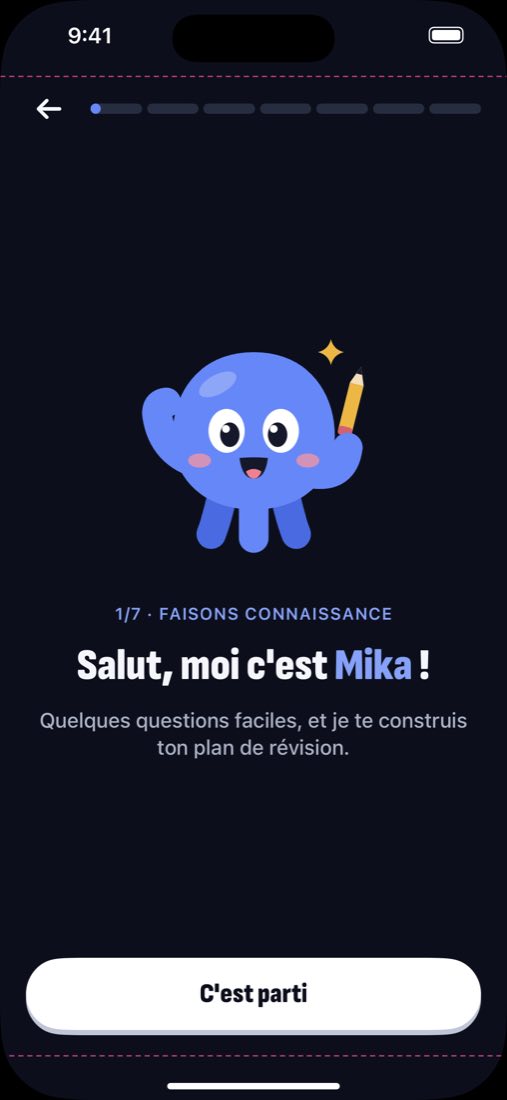 9:41
1/7 · FAISONS CONNAISSANCE
Salut, moi c'est Mika !
Quelques questions faciles, et je te construis
ton plan de révision.
C'est parti